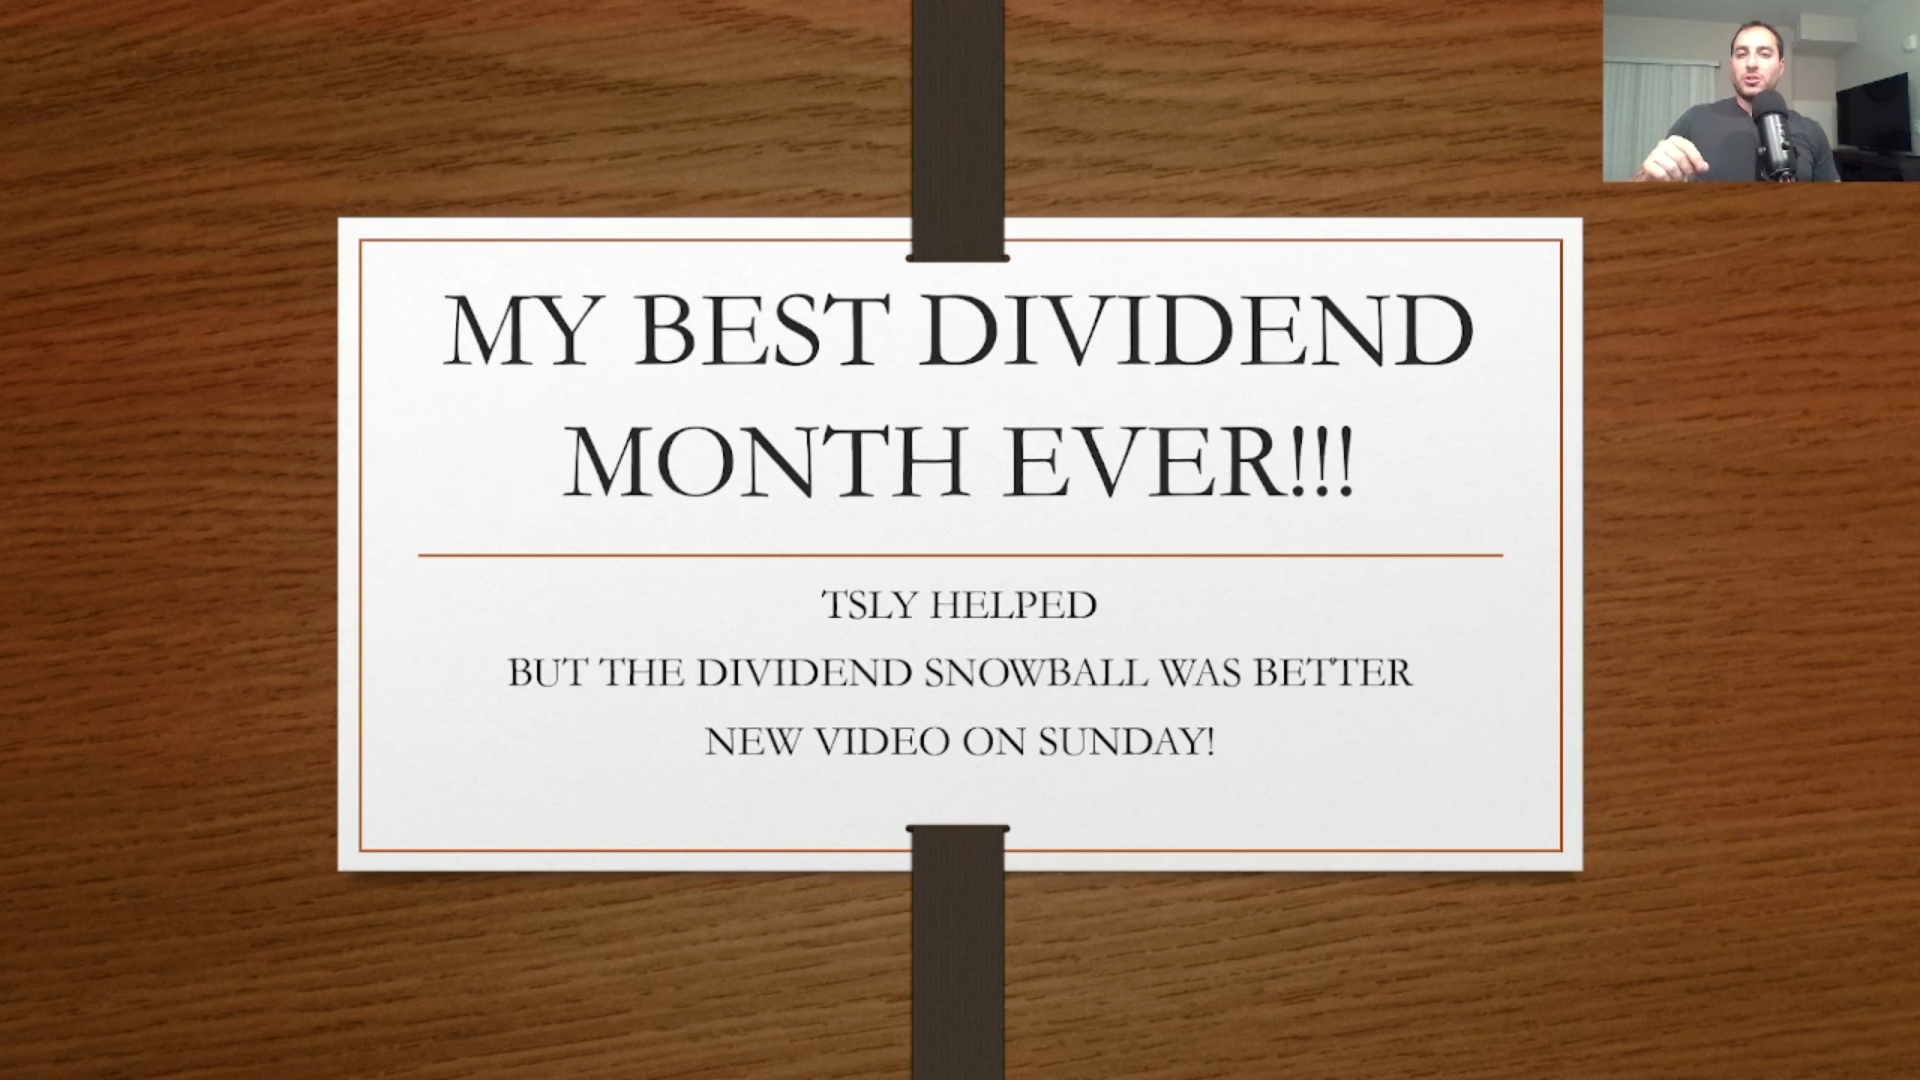 MY BEST DIVIDEND
MONTH EVER!!!
TSLY HELPED
BUT THE DIVIDEND SNOWBALL WAS BETTER
NEW VIDEO ON SUNDAY!